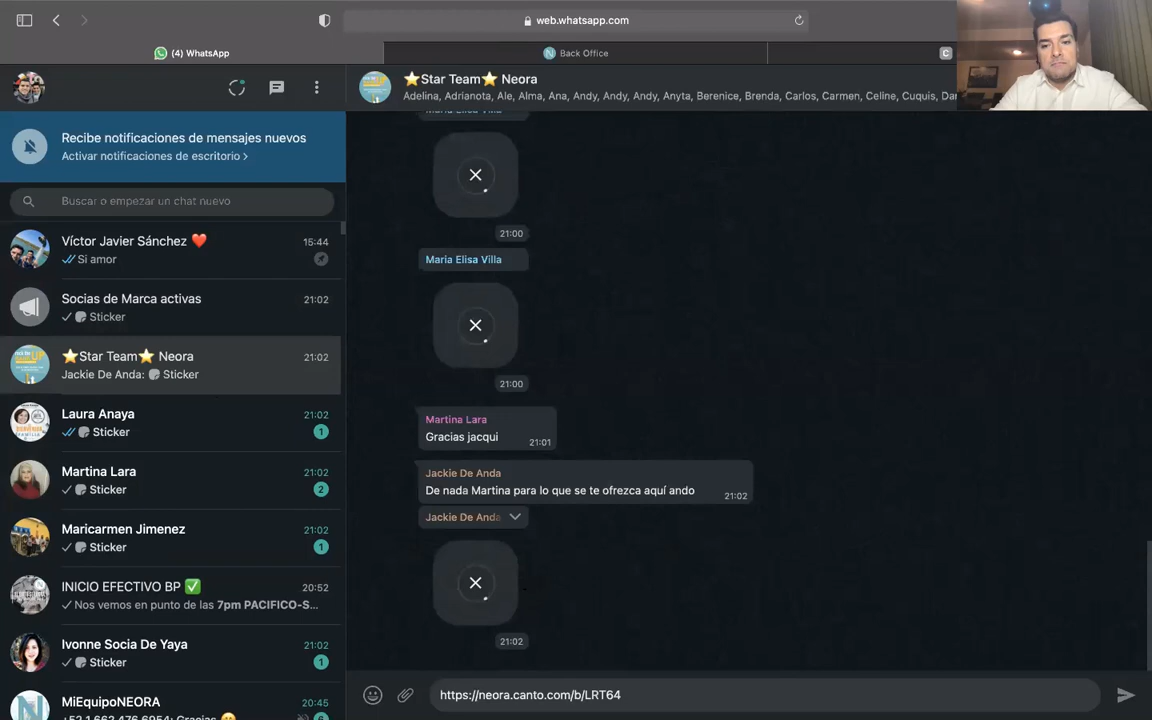 web.whatsapp.com
(4) WhatsApp
Back Office
C
⭐Star Team⭐ Neora
Adelina, Adrianota, Ale, Alma, Ana, Andy, Andy, Andy, Anyta, Berenice, Brenda, Carlos, Carmen, Celine, Cuquis, Dan
Recibe notificaciones de mensajes nuevos
Activar notificaciones de escritorio >
Buscar o empezar un chat nuevo
Víctor Javier Sánchez ❤️ 15:44
Si amor
Socias de Marca activas 21:02
Sticker
⭐Star Team⭐ Neora 21:02
Jackie De Anda: Sticker
Laura Anaya 21:02
Sticker 1
Martina Lara 21:02
Sticker 2
Maricarmen Jimenez 21:02
Sticker 1
INICIO EFECTIVO BP ✅ 20:52
Nos vemos en punto de las 7pm PACIFICO-S...
Ivonne Socia De Yaya 21:02
Sticker 1
MiEquipoNEORA 20:45
+52 1 662 476 6954: Gracias
Maria Elisa Villa
21:00
Maria Elisa Villa
21:00
Martina Lara
Gracias jacqui 21:01
Jackie De Anda
De nada Martina para lo que se te ofrezca aquí ando 21:02
Jackie De Anda
21:02
https://neora.canto.com/b/LRT64